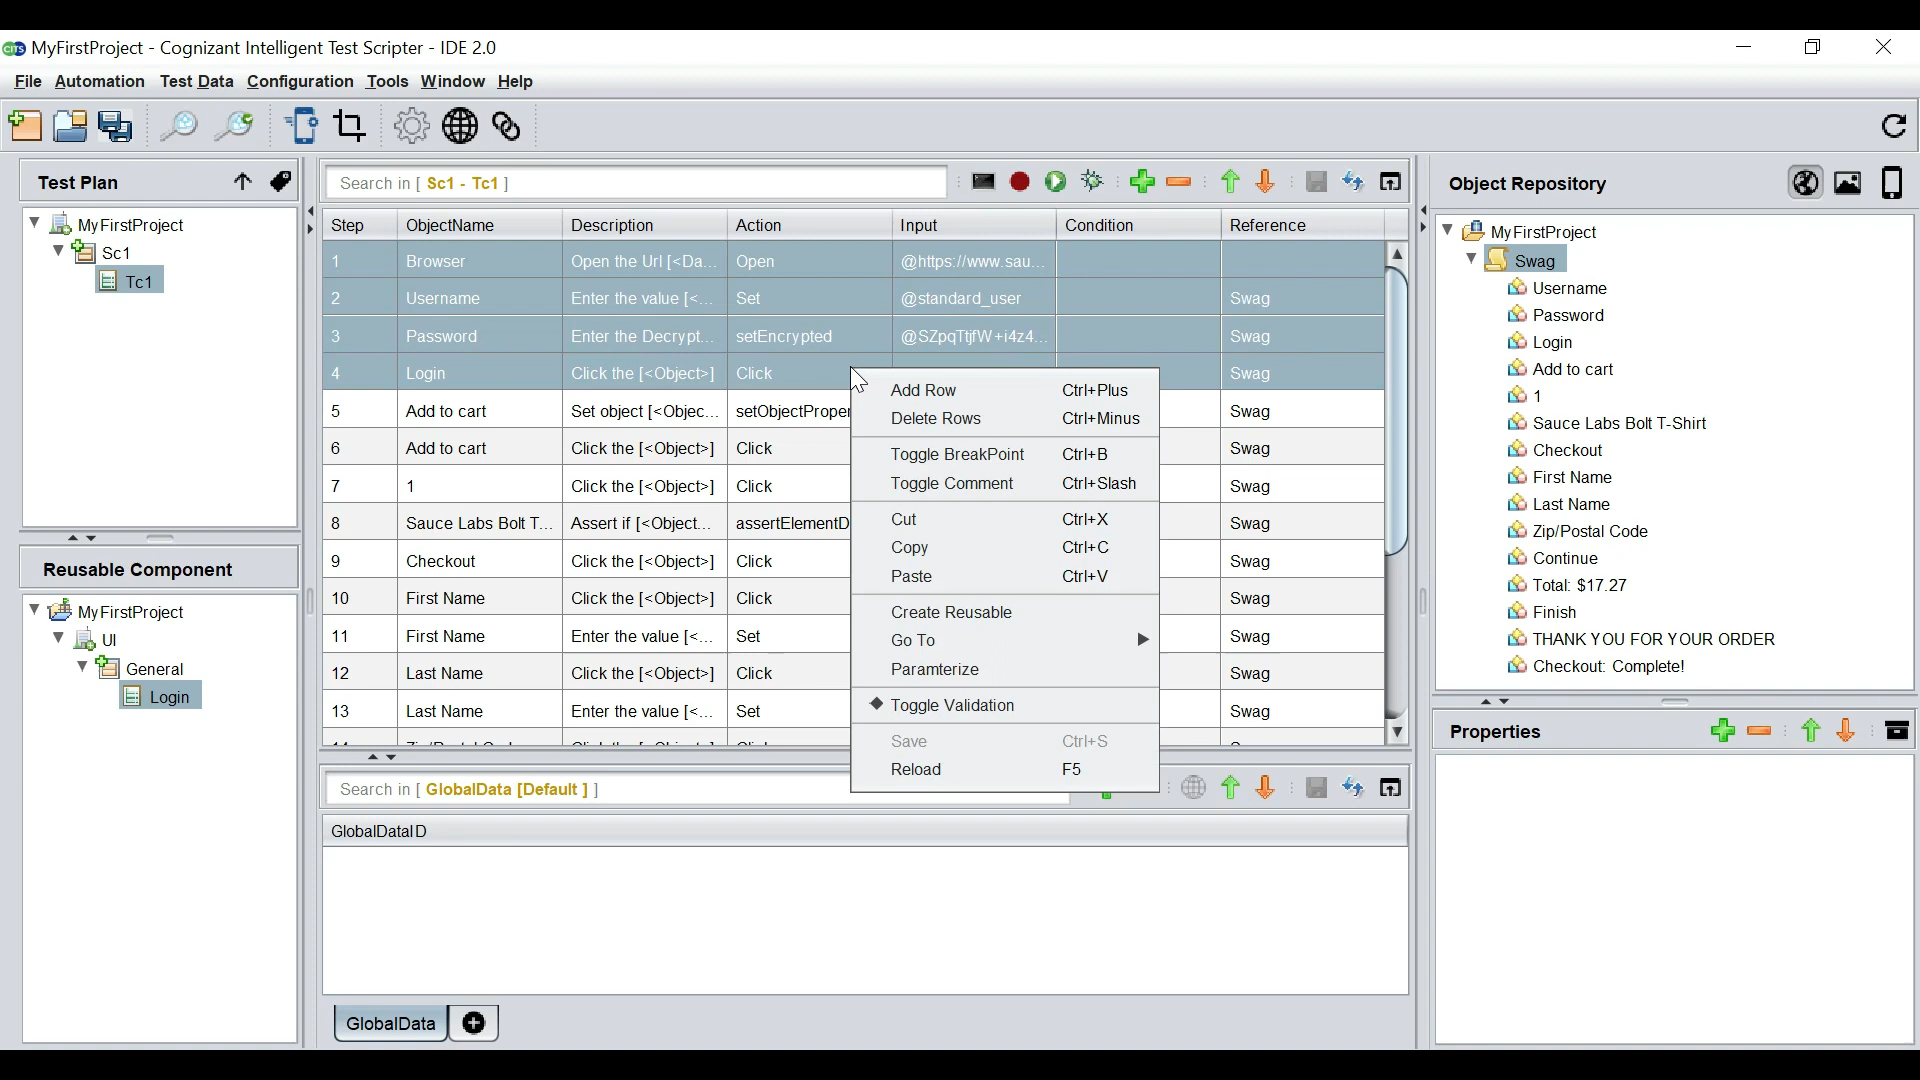 MyFirstProject - Cognizant Intelligent Test Scripter - IDE 2.0
File Automation Test Data Configuration Tools Window Help
Test Plan
MyFirstProject
Sc1
Tc1
Reusable Component
MyFirstProject
UI
General
Login
Search in [ Sc1 - Tc1 ]
Step ObjectName Description Action Input Condition Reference
1 Browser Open the Url [<Da... Open @https://www.sau...
2 Username Enter the value [<... Set @standard_user Swag
3 Password Enter the Decrypt... setEncrypted @SZpqTtjfW+i4z4... Swag
4 Login Click the [<Object>] Click Swag
5 Add to cart Set object [<Objec... setObjectProper Swag
6 Add to cart Click the [<Object>] Click Swag
7 1 Click the [<Object>] Click Swag
8 Sauce Labs Bolt T... Assert if [<Object... assertElementD Swag
9 Checkout Click the [<Object>] Click Swag
10 First Name Click the [<Object>] Click Swag
11 First Name Enter the value [<... Set Swag
12 Last Name Click the [<Object>] Click Swag
13 Last Name Enter the value [<... Set Swag
Add Row Ctrl+Plus
Delete Rows Ctrl+Minus
Toggle BreakPoint Ctrl+B
Toggle Comment Ctrl+Slash
Cut Ctrl+X
Copy Ctrl+C
Paste Ctrl+V
Create Reusable
Go To
Paramterize
Toggle Validation
Save Ctrl+S
Reload F5
Search in [ GlobalData [Default ] ]
GlobalDataID
GlobalData
Object Repository
MyFirstProject
Swag
Username
Password
Login
Add to cart
1
Sauce Labs Bolt T-Shirt
Checkout
First Name
Last Name
Zip/Postal Code
Continue
Total: $17.27
Finish
THANK YOU FOR YOUR ORDER
Checkout: Complete!
Properties